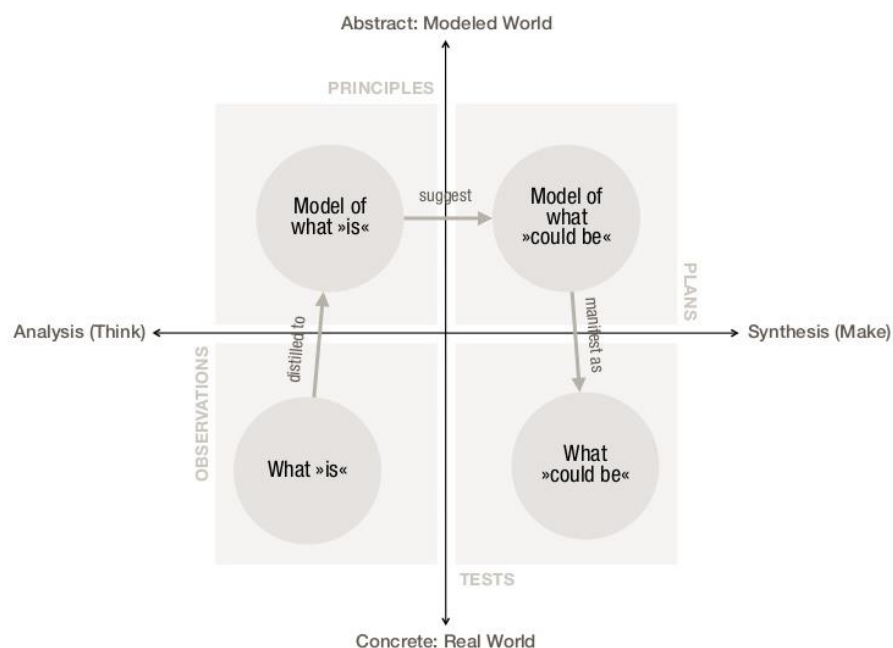 Abstract: Modeled World
PRINCIPLES
Model of
what »is«
suggest
Model of
what
»could be«
PLANS
Analysis (Think)
Synthesis (Make)
distilled to
manifest as
OBSERVATIONS
What »is«
What
»could be«
TESTS
Concrete: Real World